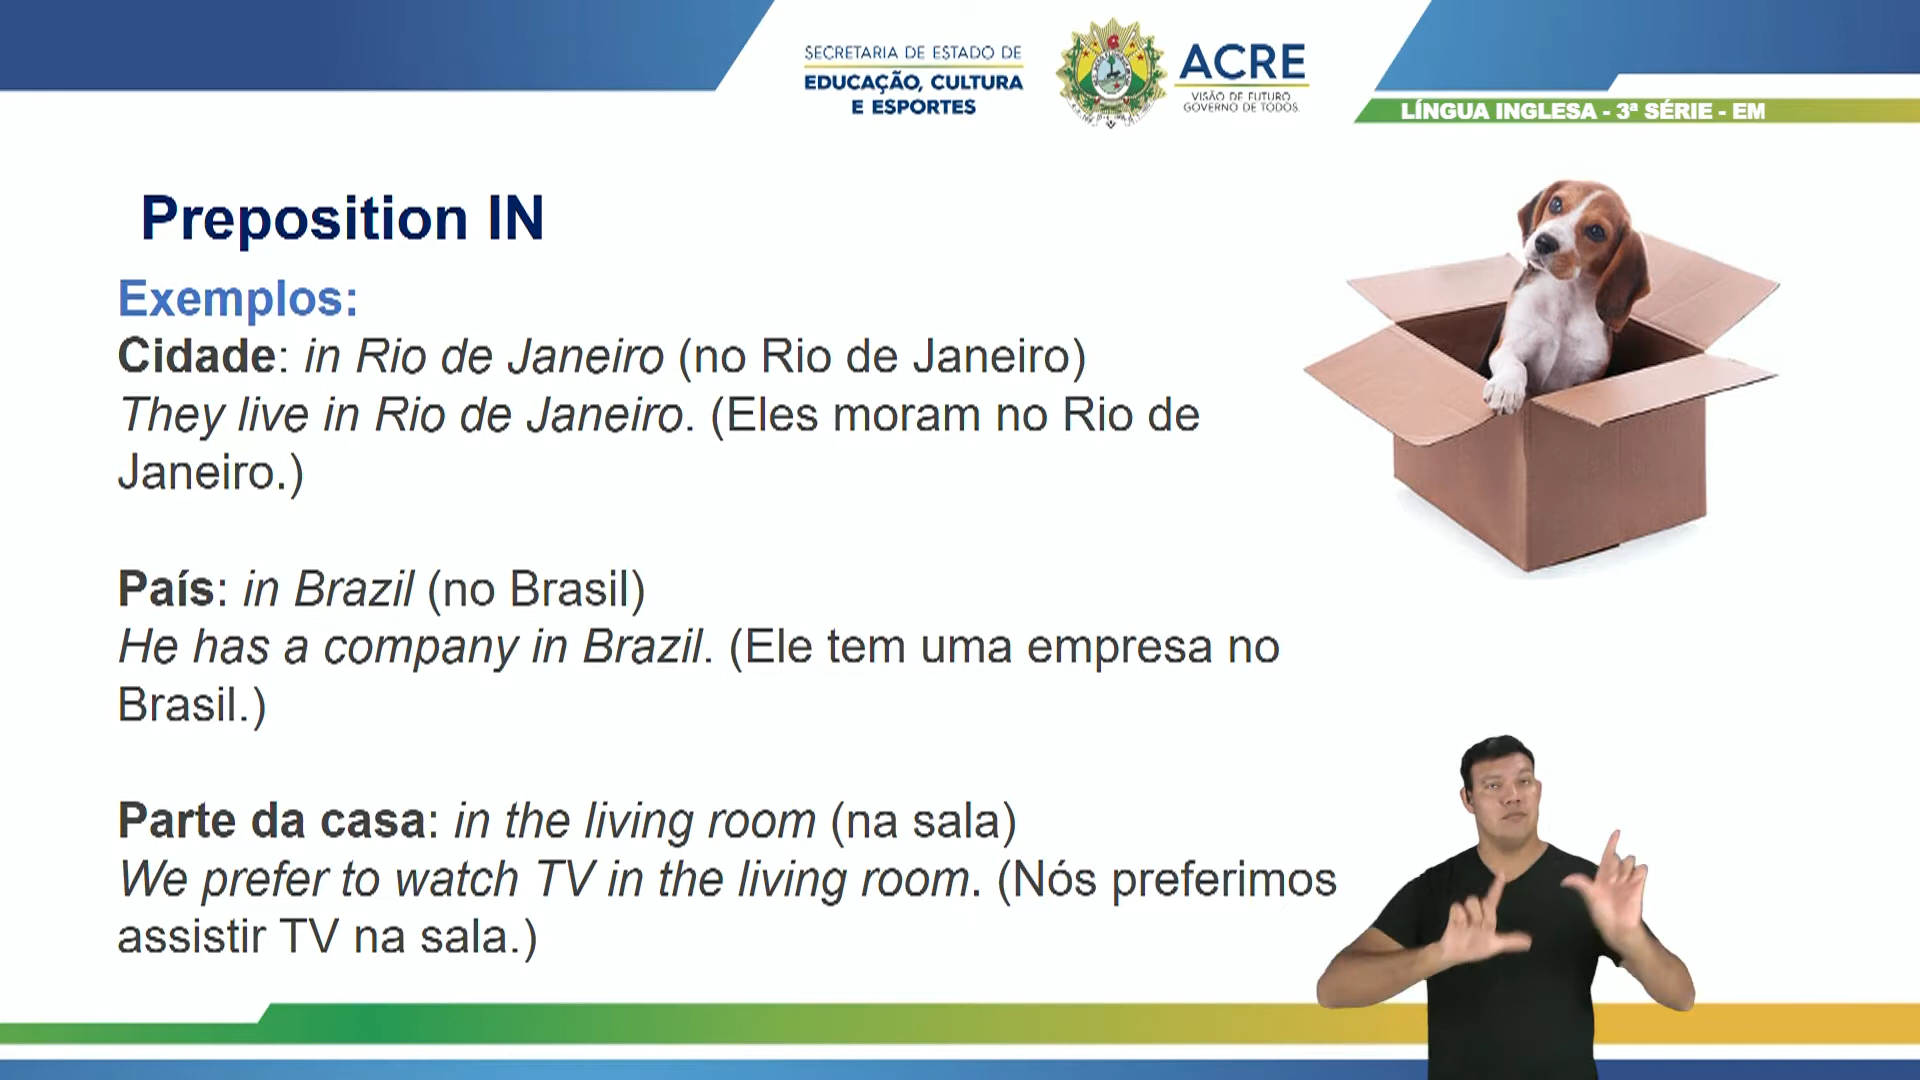 SECRETARIA DE ESTADO DE
EDUCAÇÃO, CULTURA
E ESPORTES
ACRE
VISÃO DE FUTURO
GOVERNO DE TODOS
LÍNGUA INGLESA - 3ª SÉRIE - EM
Preposition IN
Exemplos:
Cidade: in Rio de Janeiro (no Rio de Janeiro)
They live in Rio de Janeiro. (Eles moram no Rio de
Janeiro.)
País: in Brazil (no Brasil)
He has a company in Brazil. (Ele tem uma empresa no
Brasil.)
Parte da casa: in the living room (na sala)
We prefer to watch TV in the living room. (Nós preferimos
assistir TV na sala.)